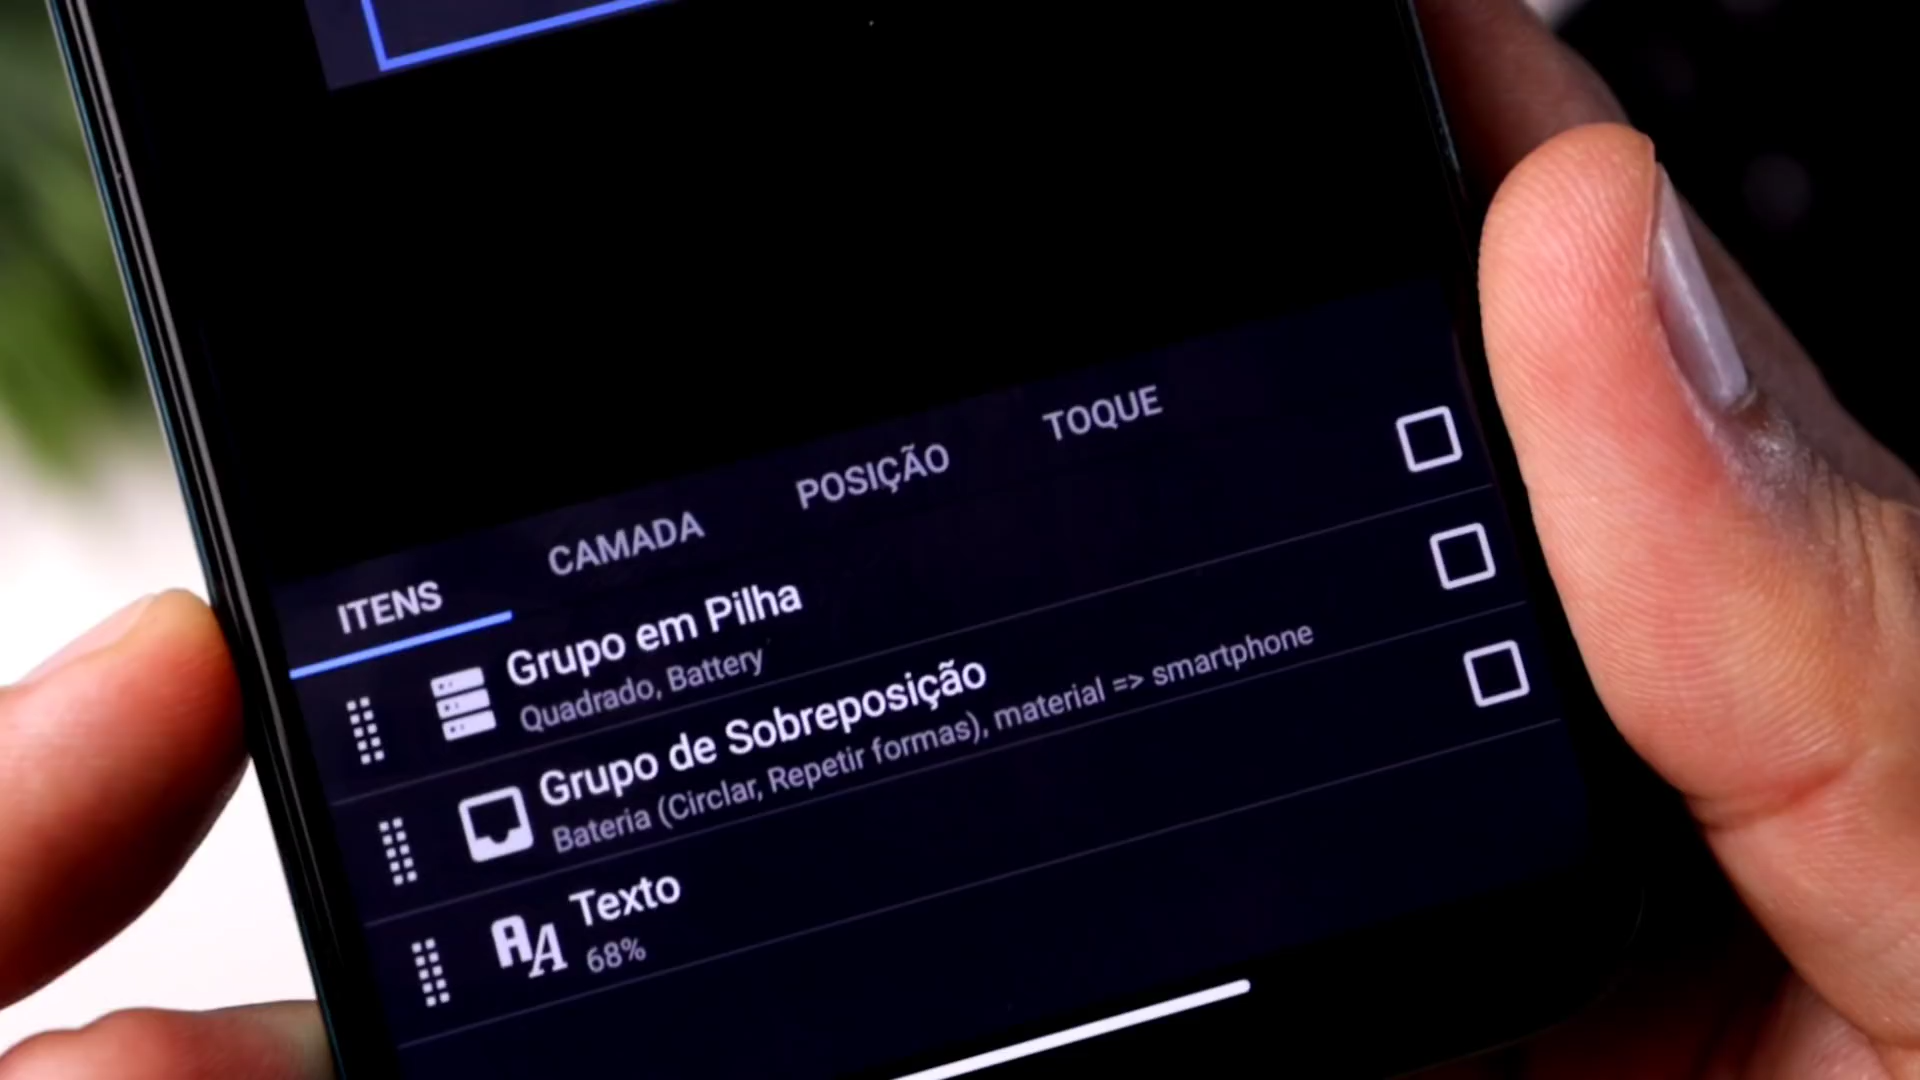 ITENS CAMADA POSIÇÃO TOQUE
Grupo em Pilha
Quadrado, Battery
Grupo de Sobreposição
Bateria (Circlar, Repetir formas), material => smartphone
AA Texto
68%